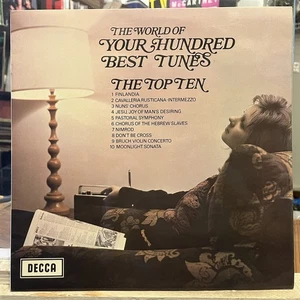 THE WORLD OF
YOUR HUNDRED
BEST TUNES
THE TOP TEN
1 FINLANDIA
2 CAVALLERIA RUSTICANA-INTERMEZZO
3 NUNS' CHORUS
4 JESU, JOY OF MAN'S DESIRING
5 PASTORAL SYMPHONY
6 CHORUS OF THE HEBREW SLAVES
7 NIMROD
8 DON'T BE CROSS
9 BRUCH VIOLIN CONCERTO
10 MOONLIGHT SONATA
DECCA